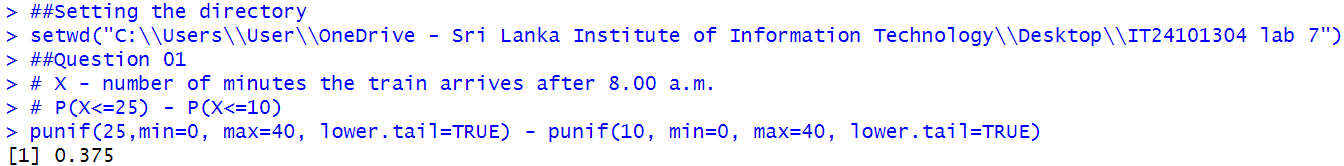 > ##Setting the directory
> setwd("C:\\Users\\User\\OneDrive - Sri Lanka Institute of Information Technology\\Desktop\\IT24101304 lab 7")
> ##Question 01
> # X - number of minutes the train arrives after 8.00 a.m.
> # P(X<=25) - P(X<=10)
> punif(25,min=0, max=40, lower.tail=TRUE) - punif(10, min=0, max=40, lower.tail=TRUE)
[1] 0.375